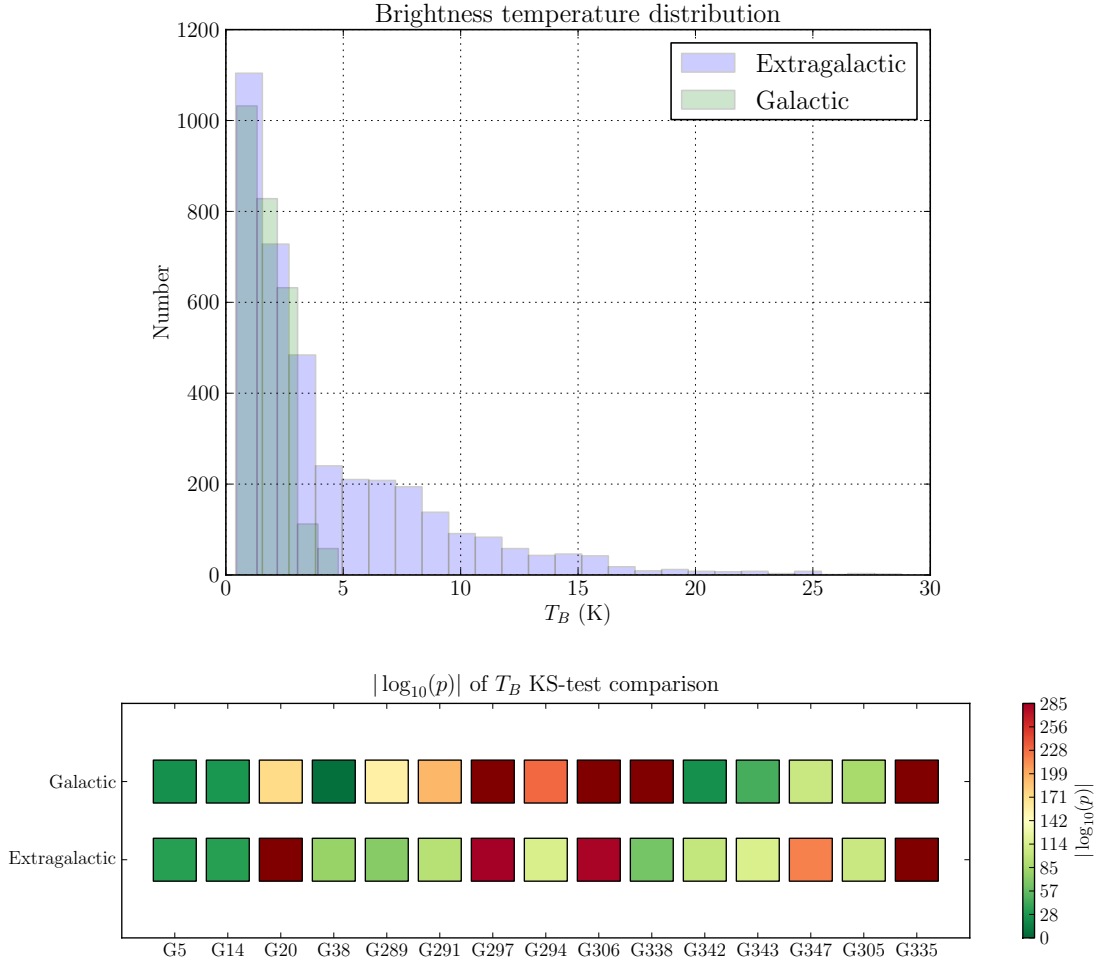 Brightness temperature distribution
1200
1000
800
600
400
200
0
Number
Extragalactic
Galactic
0 5 10 15 20 25 30
T_B (K)
|log₁₀(p)| of T_B KS-test comparison
Galactic
Extragalactic
G5 G14 G20 G38 G289 G291 G297 G294 G306 G338 G342 G343 G347 G305 G335
285
256
228
199
171
142
114
85
57
28
0
|log₁₀(p)|